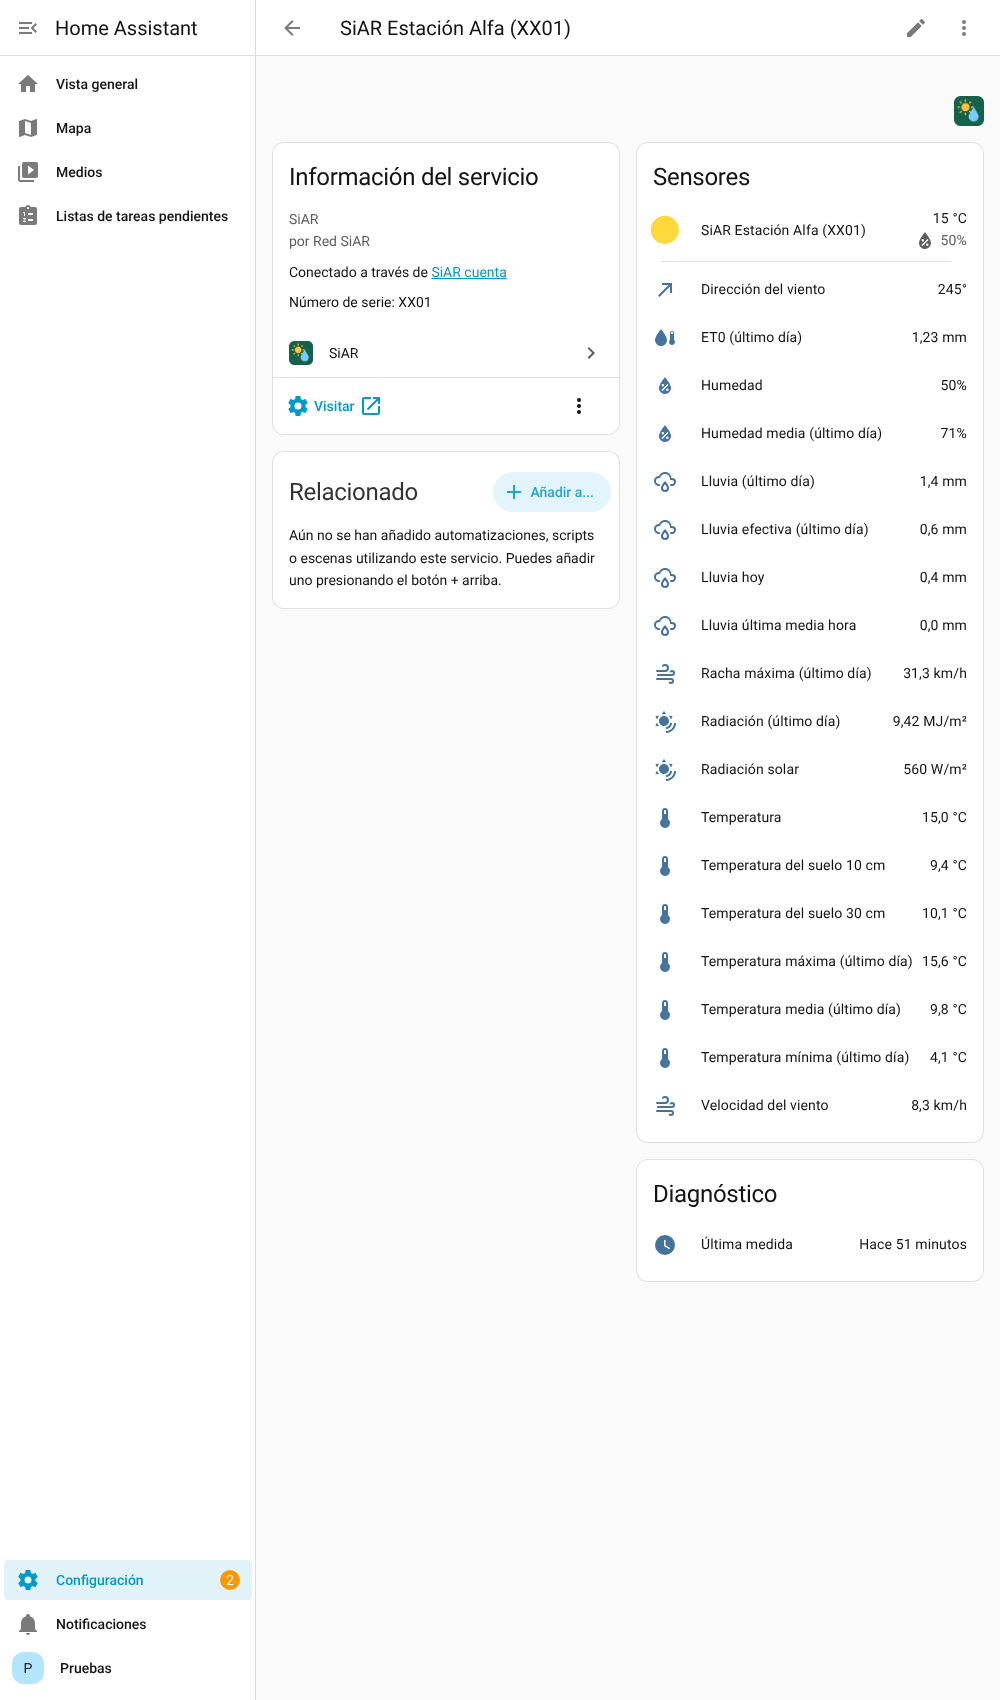 Home Assistant
SiAR Estación Alfa (XX01)
Vista general
Mapa
Medios
Listas de tareas pendientes
Información del servicio
SiAR
por Red SiAR
Conectado a través de SiAR cuenta
Número de serie: XX01
SiAR
Visitar
Relacionado
Añadir a...
Aún no se han añadido automatizaciones, scripts
o escenas utilizando este servicio. Puedes añadir
uno presionando el botón + arriba.
Sensores
SiAR Estación Alfa (XX01) 15 °C
50%
Dirección del viento 245°
ET0 (último día) 1,23 mm
Humedad 50%
Humedad media (último día) 71%
Lluvia (último día) 1,4 mm
Lluvia efectiva (último día) 0,6 mm
Lluvia hoy 0,4 mm
Lluvia última media hora 0,0 mm
Racha máxima (último día) 31,3 km/h
Radiación (último día) 9,42 MJ/m²
Radiación solar 560 W/m²
Temperatura 15,0 °C
Temperatura del suelo 10 cm 9,4 °C
Temperatura del suelo 30 cm 10,1 °C
Temperatura máxima (último día) 15,6 °C
Temperatura media (último día) 9,8 °C
Temperatura mínima (último día) 4,1 °C
Velocidad del viento 8,3 km/h
Diagnóstico
Última medida Hace 51 minutos
Configuración 2
Notificaciones
P Pruebas